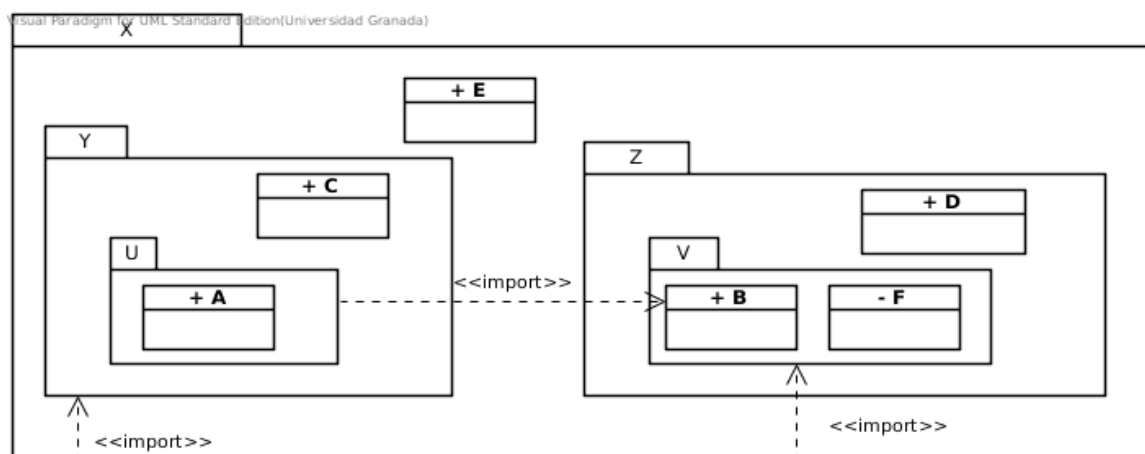 Visual Paradigm for UML Standard Edition(Universidad Granada)
X
+ E
Y
Z
+ C
+ D
U
V
<<import>>
+ A
+ B
- F
<<import>>
<<import>>